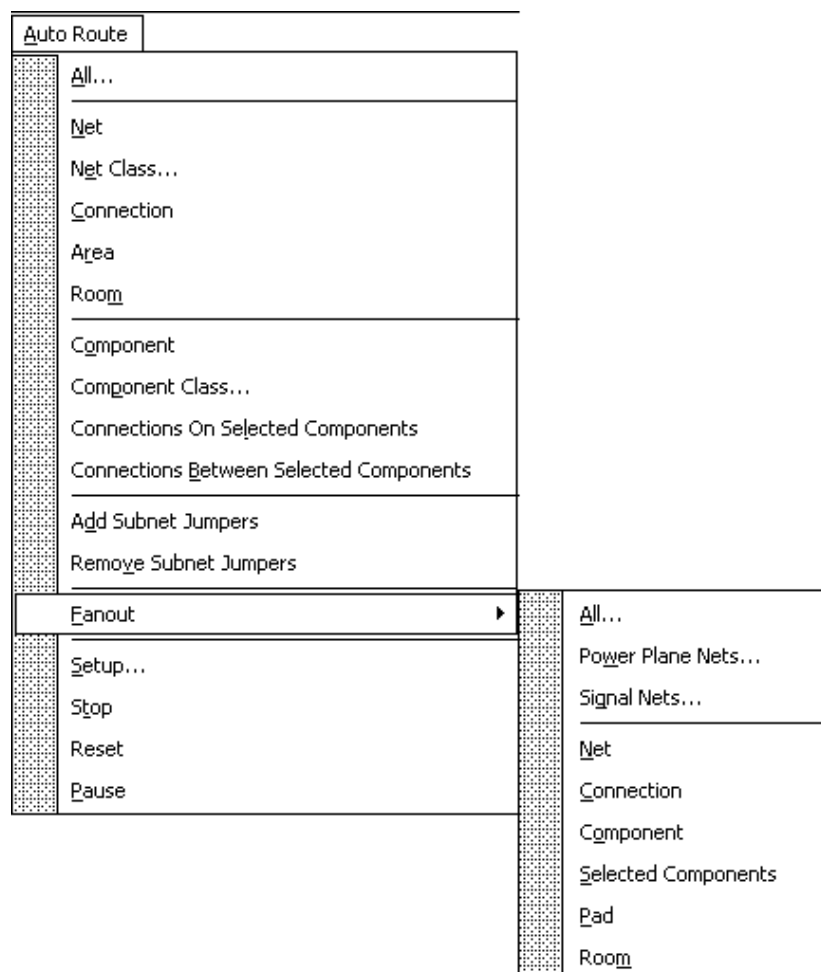 Auto Route
All...
Net
Net Class...
Connection
Area
Room
Component
Component Class...
Connections On Selected Components
Connections Between Selected Components
Add Subnet Jumpers
Remove Subnet Jumpers
Fanout
Setup...
Stop
Reset
Pause
All...
Power Plane Nets...
Signal Nets...
Net
Connection
Component
Selected Components
Pad
Room